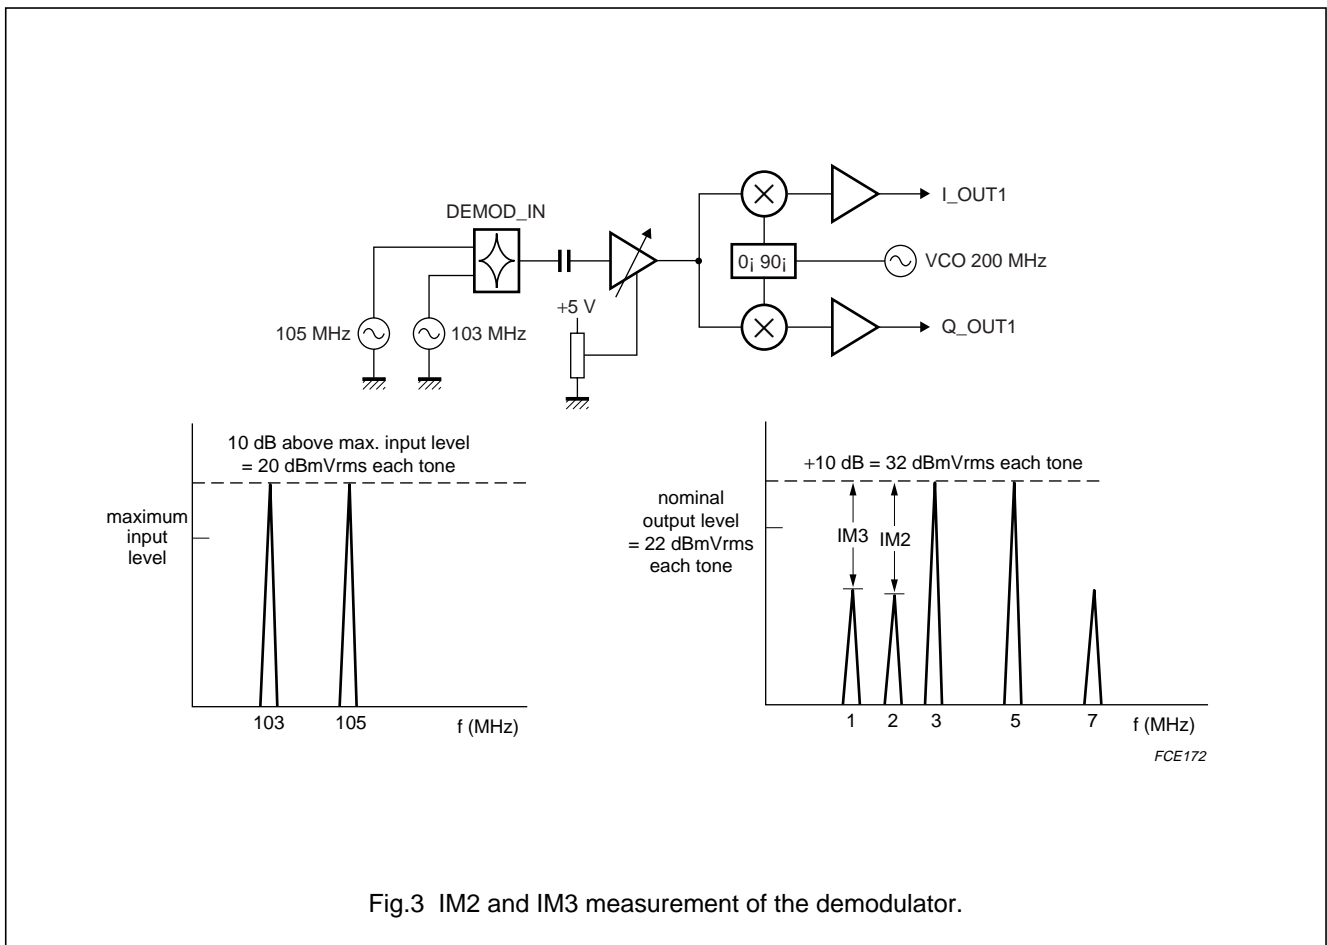 DEMOD_IN
I_OUT1
0¡ 90¡
VCO 200 MHz
+5 V
105 MHz
103 MHz
Q_OUT1
10 dB above max. input level
= 20 dBmVrms each tone
maximum
input
level
103
105
f (MHz)
+10 dB = 32 dBmVrms each tone
nominal
output level
= 22 dBmVrms
each tone
IM3
IM2
1
2
3
5
7
f (MHz)
FCE172
Fig.3 IM2 and IM3 measurement of the demodulator.